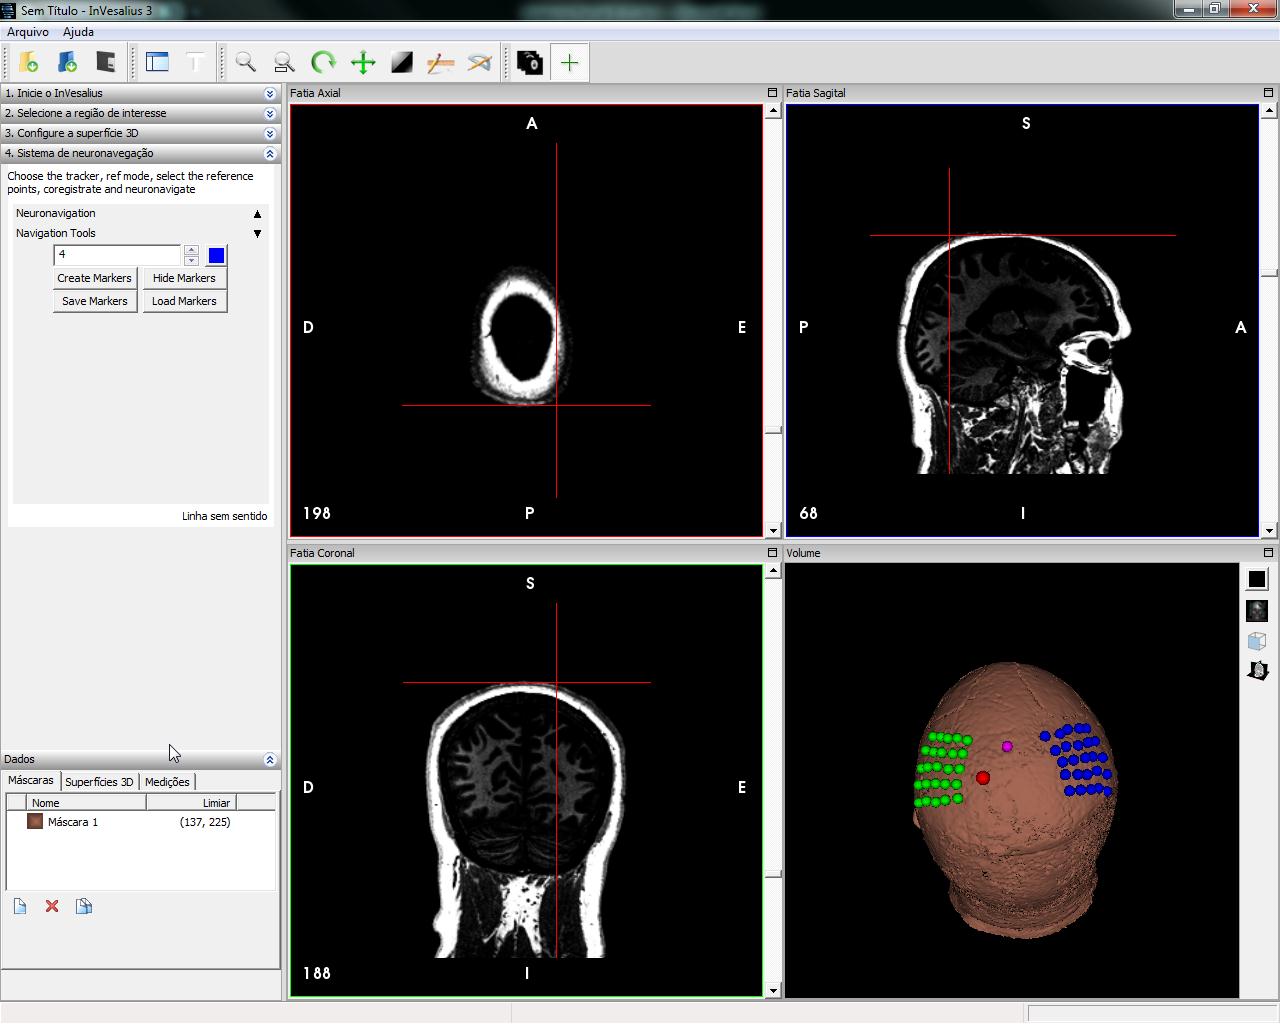 Sem Título - InVesalius 3
Arquivo Ajuda
1. Inicie o InVesalius
2. Selecione a região de interesse
3. Configure a superfície 3D
4. Sistema de neuronavegação
Choose the tracker, ref mode, select the reference
points, coregistrate and neuronavigate
Neuronavigation
Navigation Tools
4
Create Markers Hide Markers
Save Markers Load Markers
Linha sem sentido
Dados
Máscaras Superfícies 3D Medições
Nome Limiar
Máscara 1 (137, 225)
Fatia Axial
A
D E
198 P
Fatia Sagital
S
P A
68 I
Fatia Coronal
S
D E
188 I
Volume